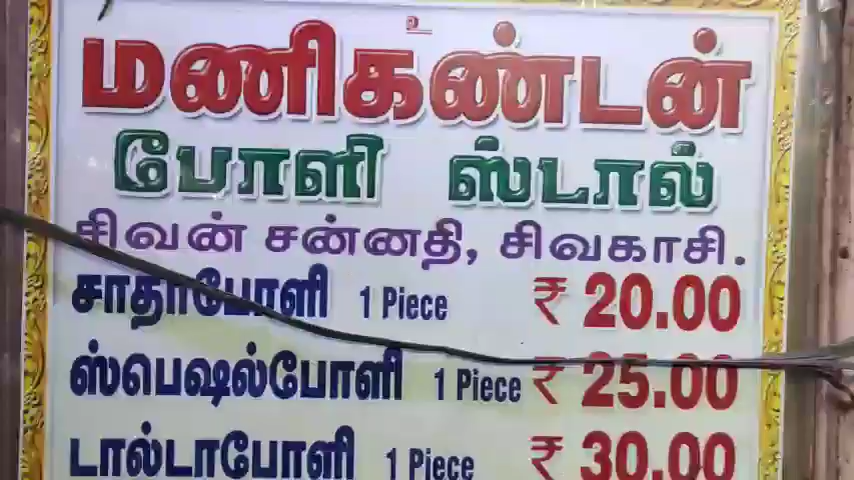 உ
மணிகண்டன்
போளி ஸ்டால்
சிவன் சன்னதி, சிவகாசி.
சாதாபோளி 1 Piece ₹ 20.00
ஸ்பெஷல்போளி 1 Piece ₹ 25.00
டால்டாபோளி 1 Piece ₹ 30.00